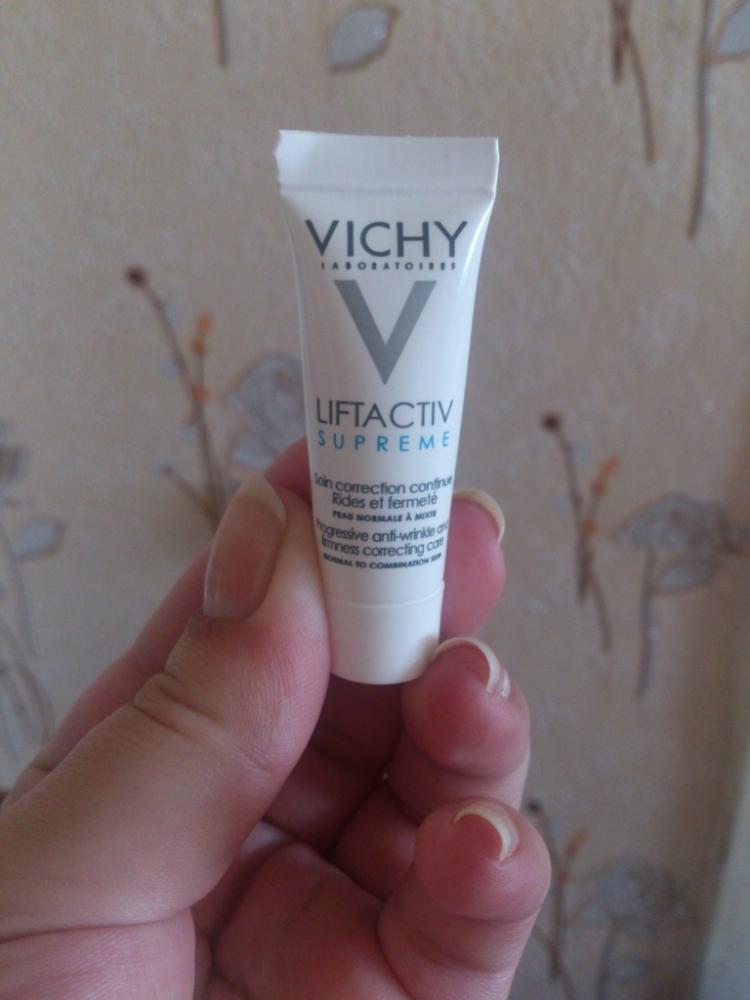 VICHY
LABORATOIRES
V
LIFTACTIV
SUPREME
Soin correction continue
Rides et fermeté
PEAU NORMALE À MIXTE
Progressive anti-wrinkle and
firmness correcting care
NORMAL TO COMBINATION SKIN